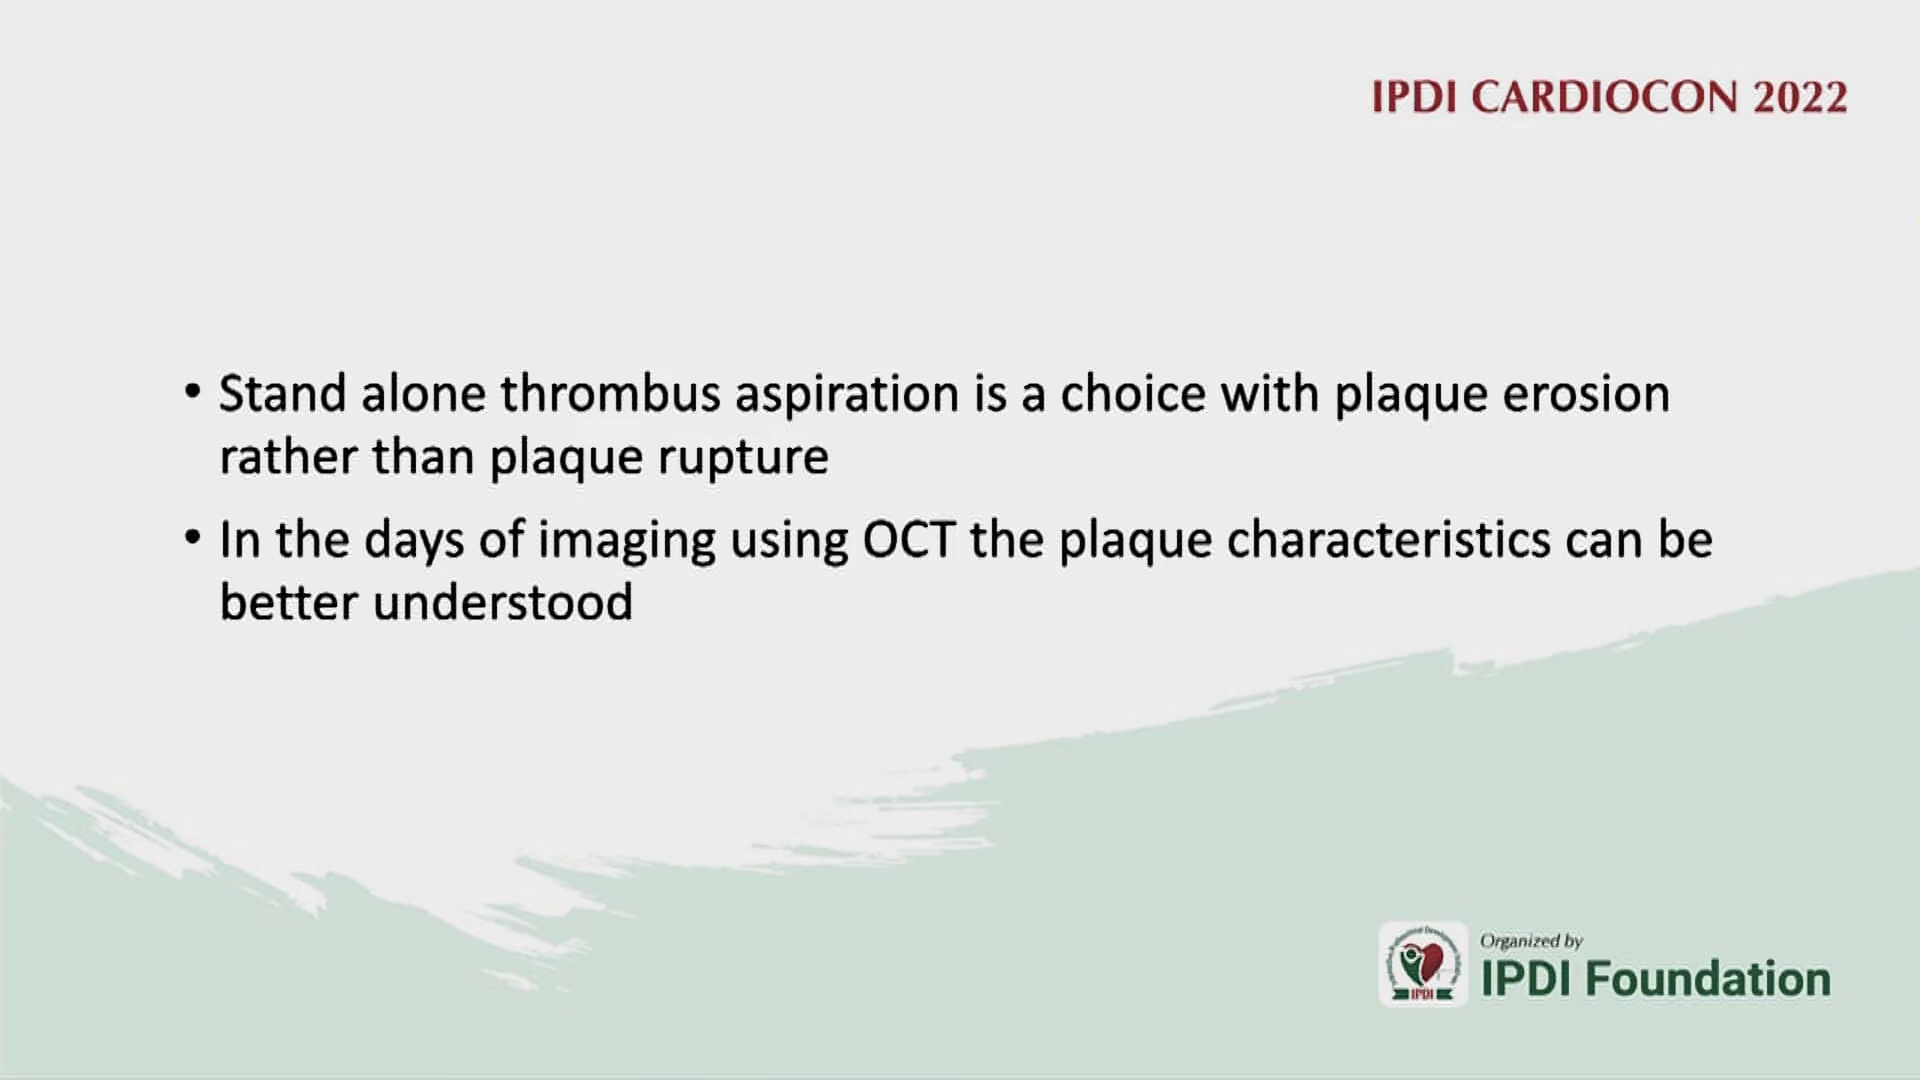 IPDI CARDIOCON 2022
• Stand alone thrombus aspiration is a choice with plaque erosion
rather than plaque rupture
• In the days of imaging using OCT the plaque characteristics can be
better understood
Organized by
IPDI Foundation
IPDI